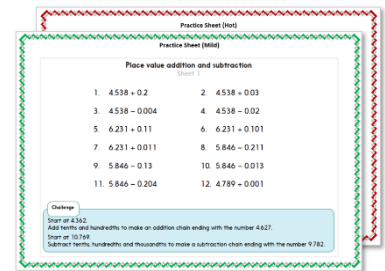 Practice Sheet (Hot)
Practice Sheet (Mild)
Place value addition and subtraction
Sheet 1
1. 4.538 + 0.2 2. 4.538 + 0.03
3. 4.538 – 0.004 4. 4.538 – 0.02
5. 6.231 + 0.11 6. 6.231 + 0.101
7. 6.231 + 0.011 8. 5.846 – 0.211
9. 5.846 – 0.13 10. 5.846 – 0.013
11. 5.846 – 0.204 12. 4.789 + 0.001
Challenge
Start at 4.362.
Add tenths and hundredths to make an addition chain ending with the number 4.627.
Start at 10.769.
Subtract tenths, hundredths and thousandths to make a subtraction chain ending with the number 9.782.